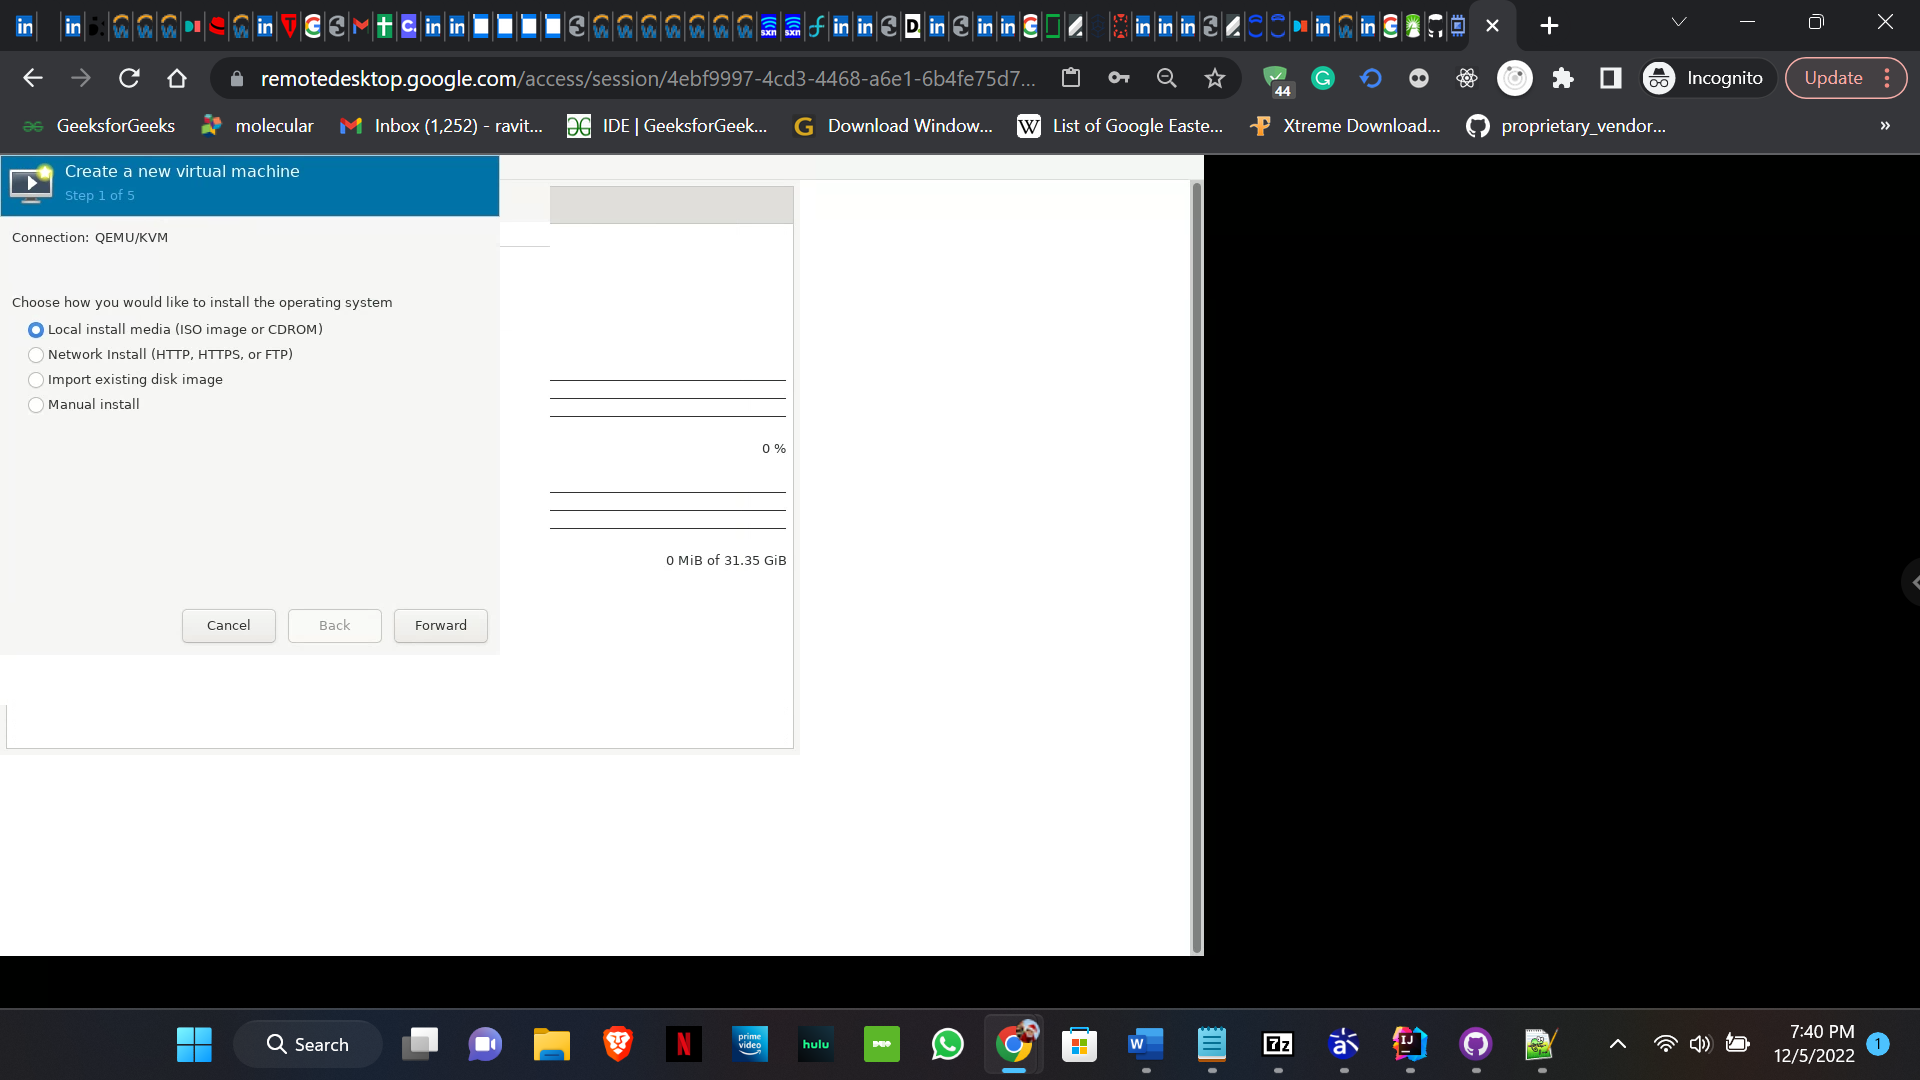 remotedesktop.google.com/access/session/4ebf9997-4cd3-4468-a6e1-6b4fe75d7...
44
Incognito
Update
GeeksforGeeks
molecular
Inbox (1,252) - ravit...
IDE | GeeksforGeek...
Download Window...
List of Google Easte...
Xtreme Download...
proprietary_vendor...
»
Create a new virtual machine
Step 1 of 5
Connection: QEMU/KVM
Choose how you would like to install the operating system
Local install media (ISO image or CDROM)
Network Install (HTTP, HTTPS, or FTP)
Import existing disk image
Manual install
0 %
0 MiB of 31.35 GiB
Cancel
Back
Forward
Search
prime video
hulu
7z
7:40 PM
12/5/2022
1